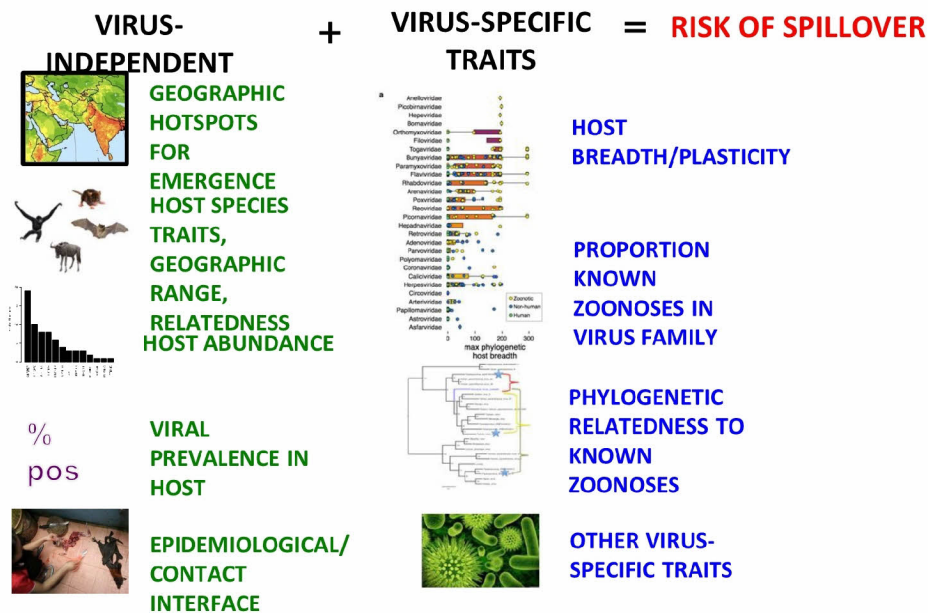 VIRUS-
INDEPENDENT
+
VIRUS-SPECIFIC
TRAITS
=
RISK OF SPILLOVER
GEOGRAPHIC
HOTSPOTS
FOR
EMERGENCE
HOST SPECIES
TRAITS,
GEOGRAPHIC
RANGE,
RELATEDNESS
HOST ABUNDANCE
%
pos
VIRAL
PREVALENCE IN
HOST
EPIDEMIOLOGICAL/
CONTACT
INTERFACE
a
Anelloviridae
Picobirnaviridae
Hepeviridae
Bornaviridae
Orthomyxoviridae
Filoviridae
Togaviridae
Bunyaviridae
Paramyxoviridae
Flaviviridae
Rhabdoviridae
Arenaviridae
Poxviridae
Reoviridae
Picornaviridae
Hepadnaviridae
Retroviridae
Adenoviridae
Parvoviridae
Polyomaviridae
Coronaviridae
Caliciviridae
Herpesviridae
Circoviridae
Arteriviridae
Papillomaviridae
Astroviridae
Asfarviridae
Zoonotic
Non-human
Human
0 100 200 300
max phylogenetic
host breadth
HOST
BREADTH/PLASTICITY
PROPORTION
KNOWN
ZOONOSES IN
VIRUS FAMILY
PHYLOGENETIC
RELATEDNESS TO
KNOWN
ZOONOSES
OTHER VIRUS-
SPECIFIC TRAITS